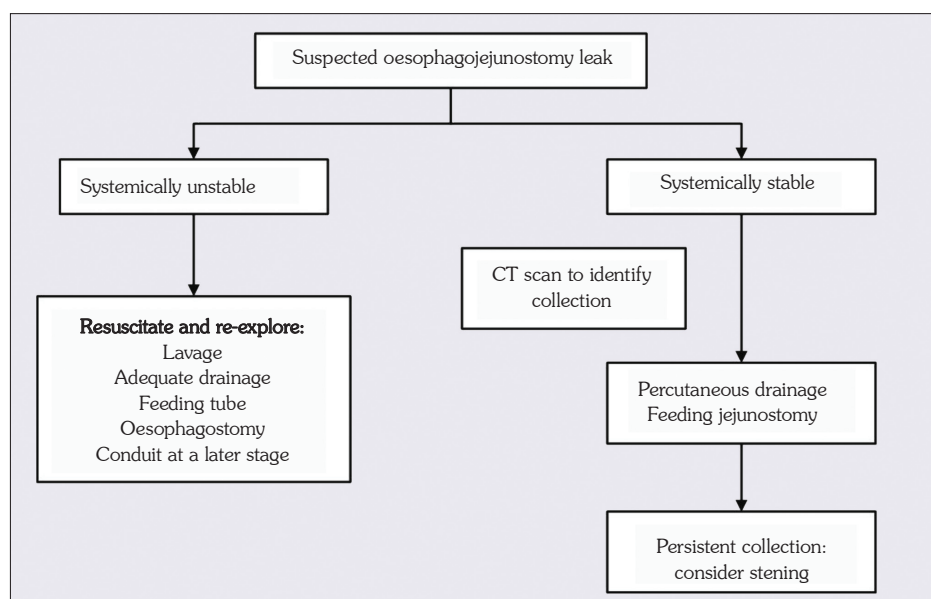 Suspected oesophagojejunostomy leak
Systemically unstable
Systemically stable
CT scan to identify
collection
Resuscitate and re-explore:
Lavage
Adequate drainage
Feeding tube
Oesophagostomy
Conduit at a later stage
Percutaneous drainage
Feeding jejunostomy
Persistent collection:
consider stening